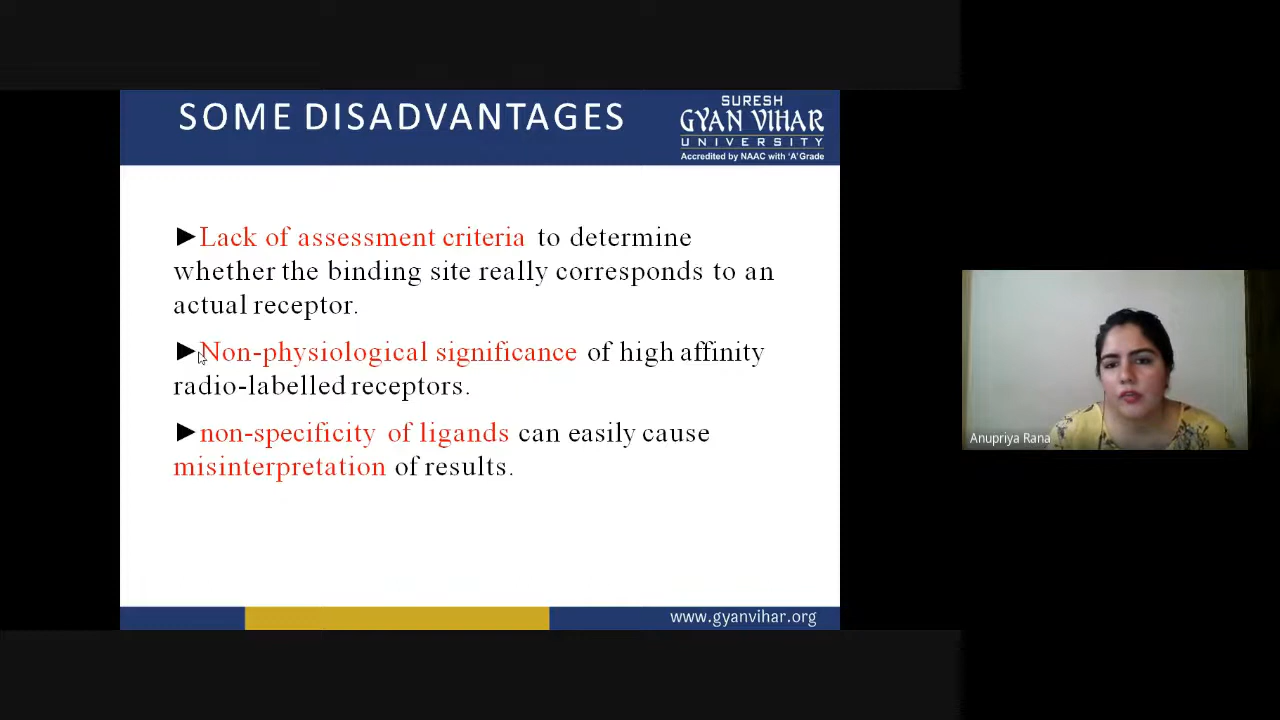 SOME DISADVANTAGES
SURESH
GYAN VIHAR
UNIVERSITY
Accredited by NAAC with 'A' Grade
►Lack of assessment criteria to determine
whether the binding site really corresponds to an
actual receptor.
►Non-physiological significance of high affinity
radio-labelled receptors.
►non-specificity of ligands can easily cause
misinterpretation of results.
www.gyanvihar.org
Anupriya Rana